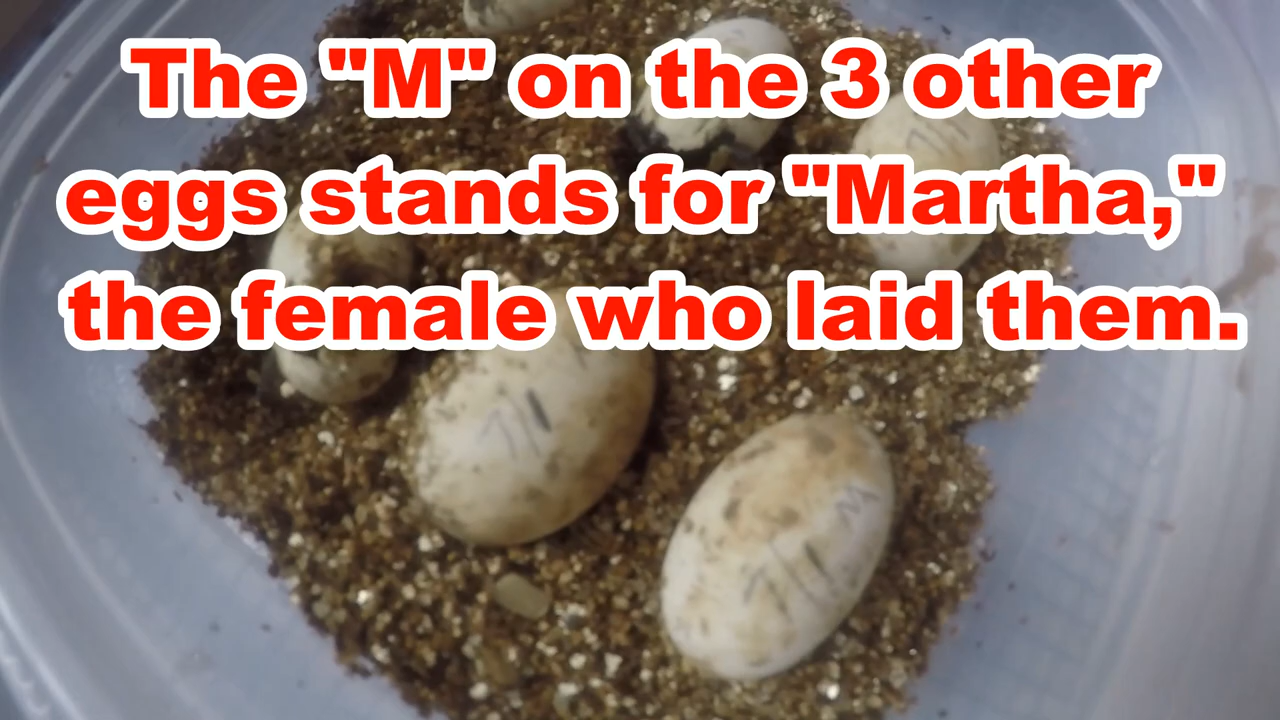 The "M" on the 3 other
eggs stands for "Martha,"
the female who laid them.
M